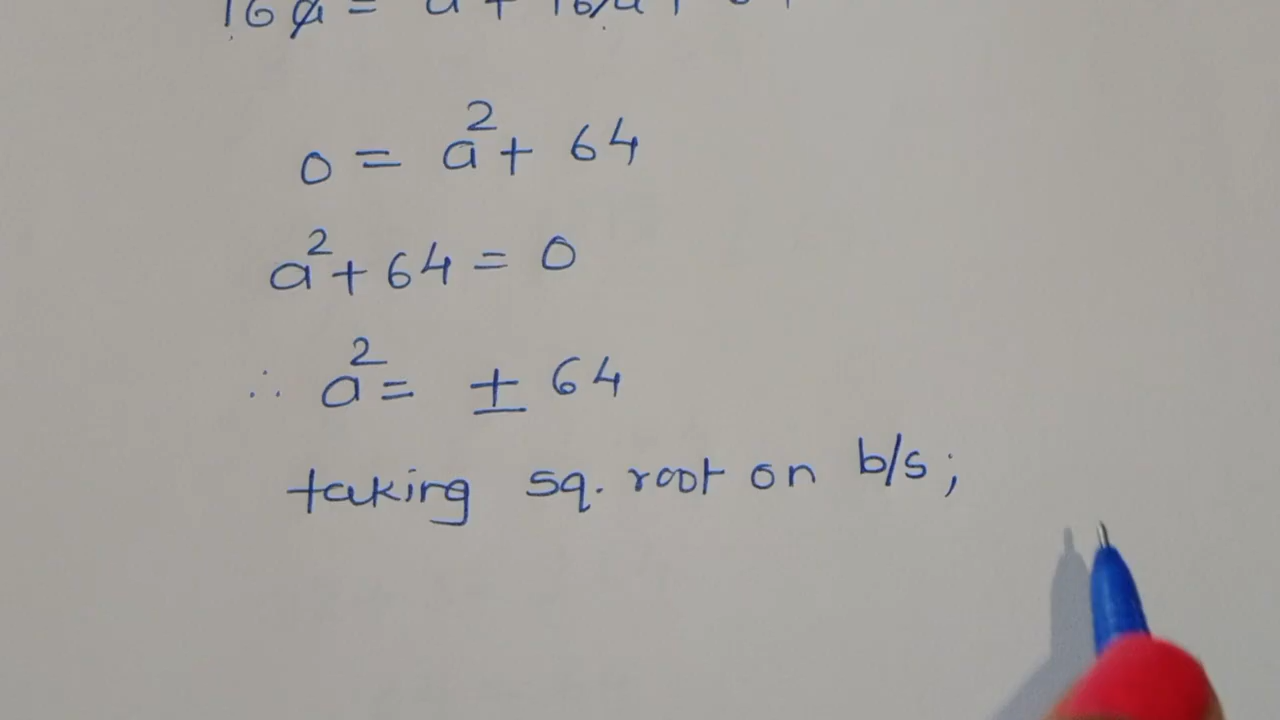 0 = a² + 64
a² + 64 = 0
∴ a² = ± 64
taking sq. root on b/s;